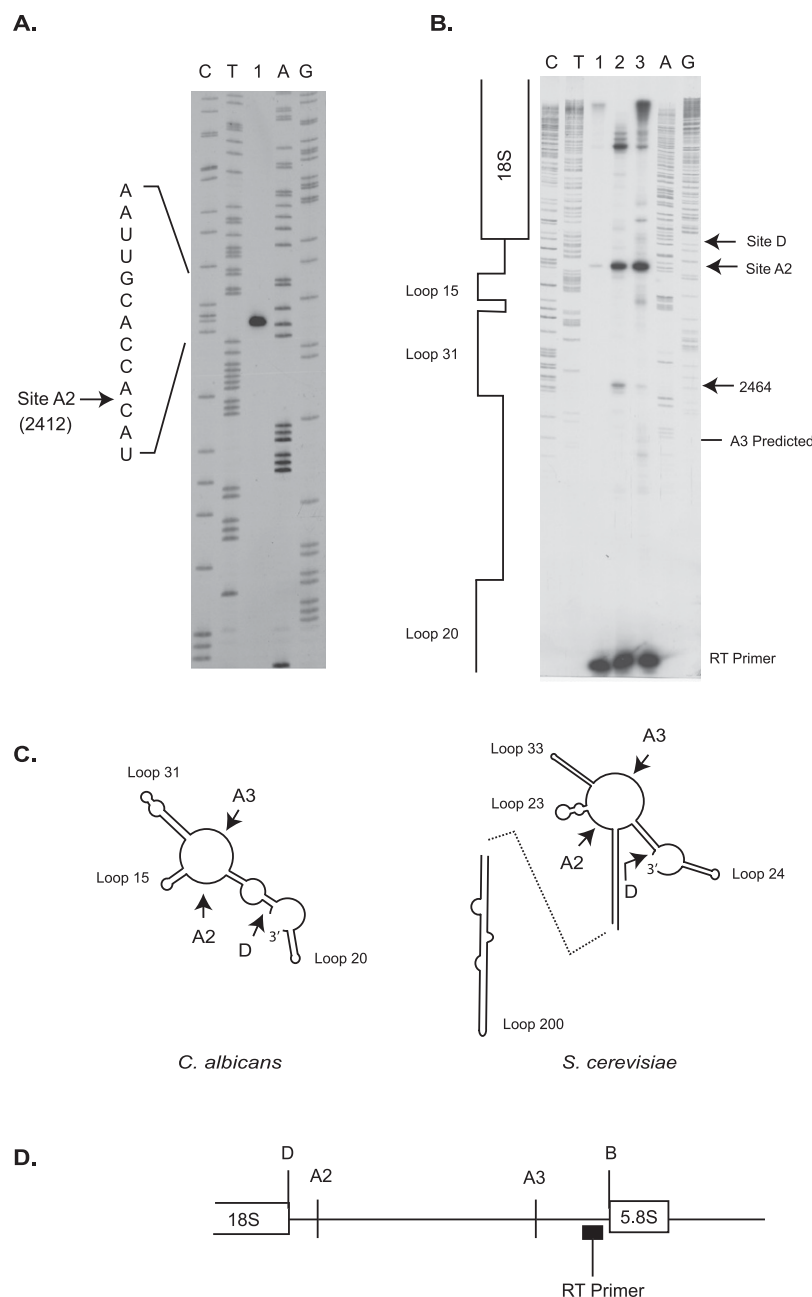 A.
C T 1 A G
A
A
U
U
G
C
A
C
C
A
C
A
U
Site A2
(2412)
B.
C T 1 2 3 A G
18S
Site D
Site A2
Loop 15
Loop 31
2464
A3 Predicted
Loop 20
RT Primer
C.
Loop 31
A3
Loop 15
A2
D
3′
Loop 20
C. albicans
A3
Loop 33
Loop 23
A2
D
3′
Loop 24
Loop 200
S. cerevisiae
D.
D
A2
A3
B
18S
5.8S
RT Primer